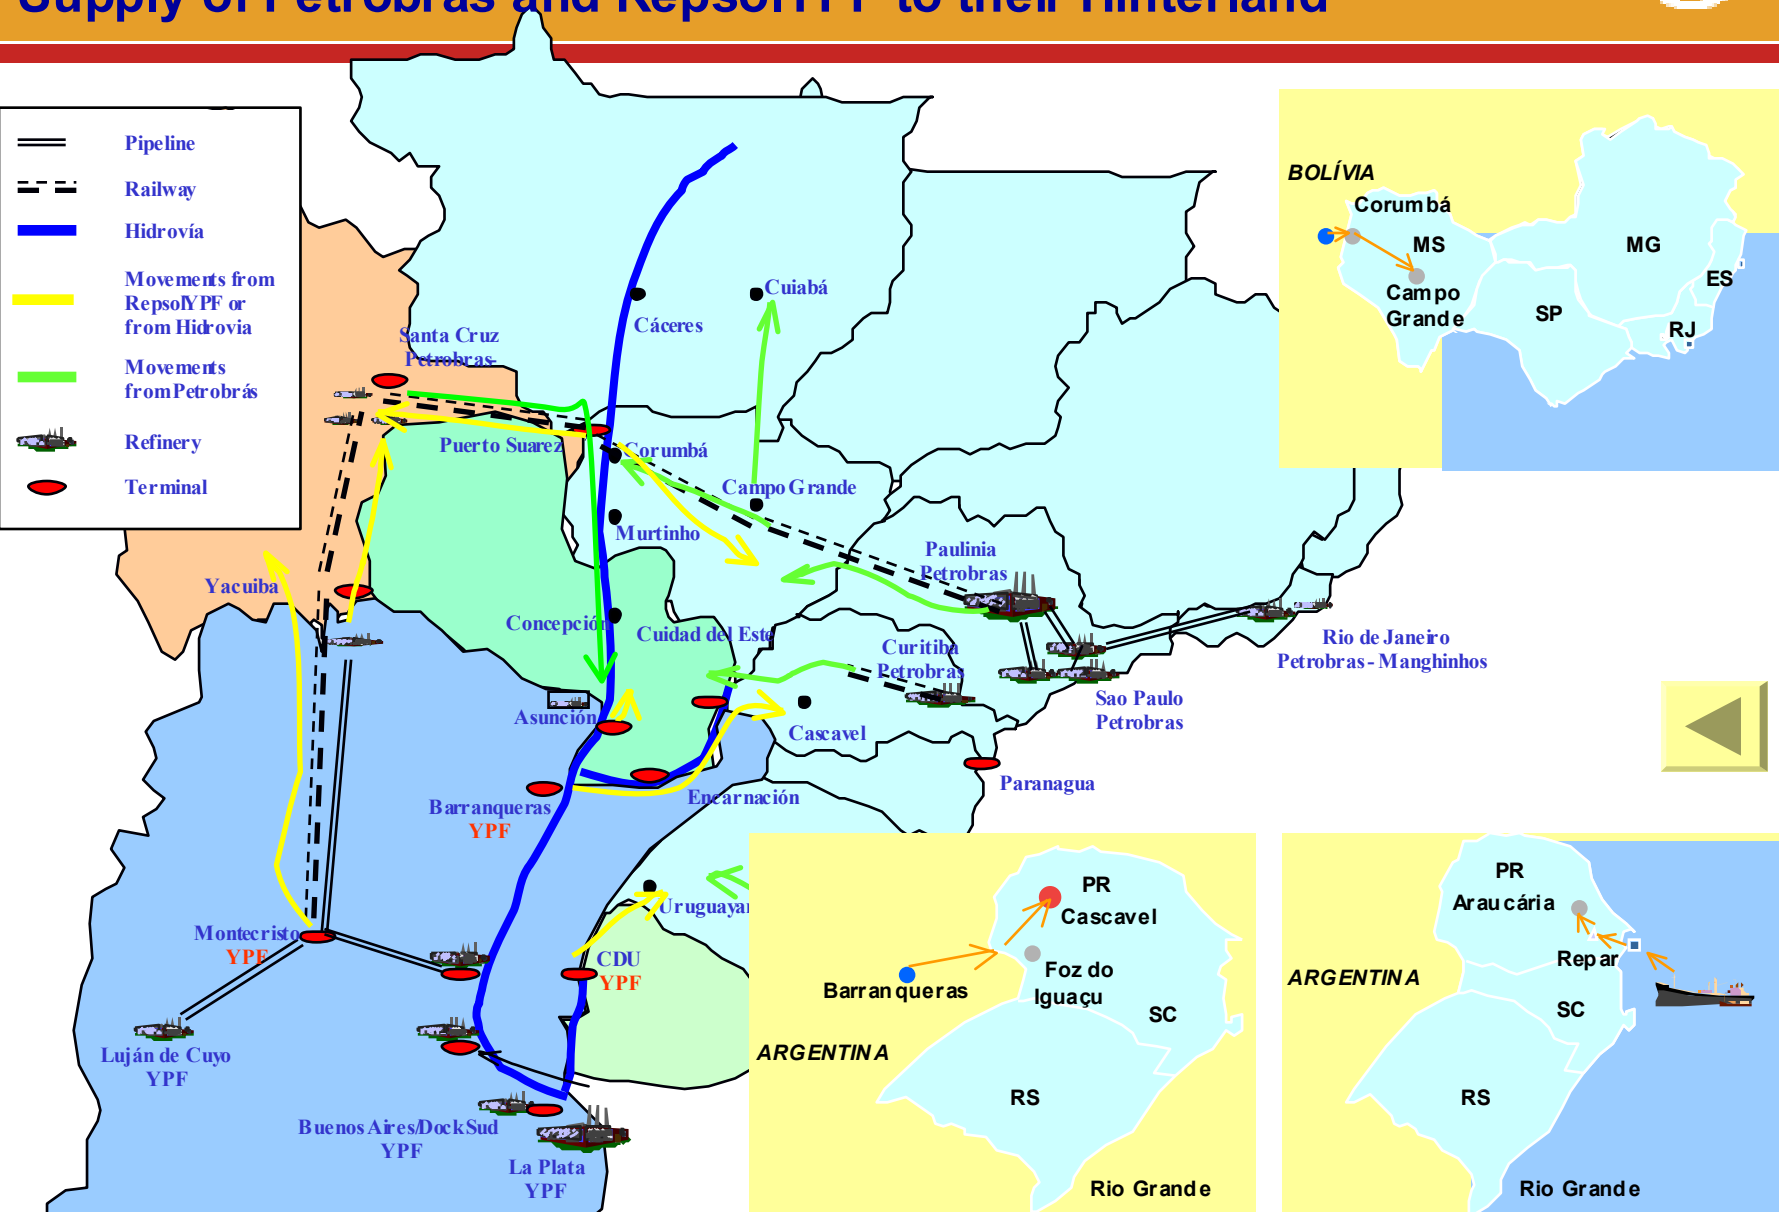 Supply of Petrobras and RepsolYPF to their Hinterland
Pipeline
Railway
Hidrovía
Movements from
RepsolYPF or
from Hidrovia
Movements
from Petrobrás
Refinery
Terminal
Santa Cruz
Petrobras-
Cáceres
Cuiabá
Puerto Suarez
Corumbá
Campo Grande
Murtinho
Paulinia
Petrobras
Yacuiba
Concepción
Cuidad del Este
Curitiba
Petrobras
Rio de Janeiro
Petrobras - Manghinhos
Sao Paulo
Petrobras
Asunción
Cascavel
Paranagua
Encarnación
Barranqueras
YPF
Uruguayan
Montecristo
YPF
CDU
YPF
Luján de Cuyo
YPF
Buenos Aires/Dock Sud
YPF
La Plata
YPF
BOLÍVIA
Corumbá
MS
MG
ES
Campo
Grande
SP
RJ
PR
Cascavel
Foz do
Iguaçu
Barranqueras
SC
ARGENTINA
RS
Rio Grande
PR
Araucária
Repar
ARGENTINA
SC
RS
Rio Grande